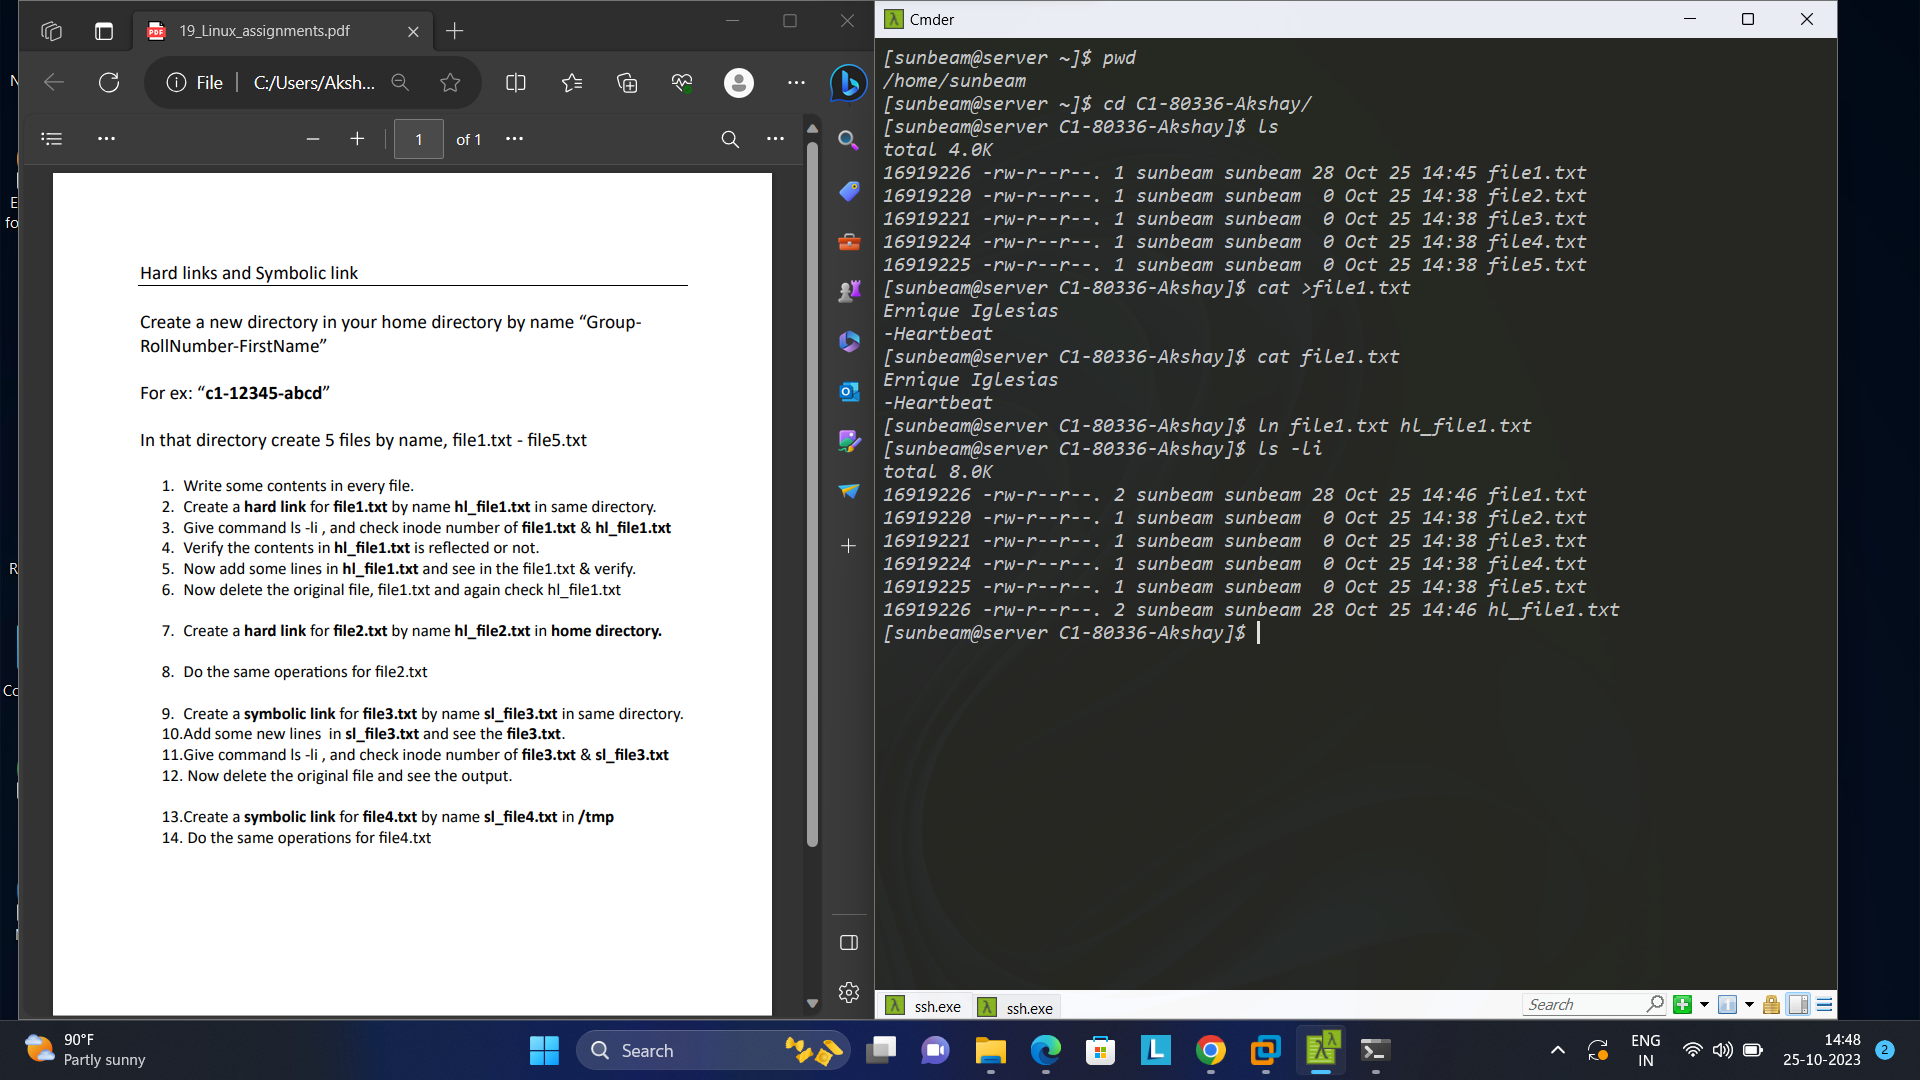 19_Linux_assignments.pdf
File
C:/Users/Aksh...
1
of 1
Hard links and Symbolic link
Create a new directory in your home directory by name “Group-
RollNumber-FirstName”
For ex: “c1-12345-abcd”
In that directory create 5 files by name, file1.txt - file5.txt
1. Write some contents in every file.
2. Create a hard link for file1.txt by name hl_file1.txt in same directory.
3. Give command ls -li , and check inode number of file1.txt & hl_file1.txt
4. Verify the contents in hl_file1.txt is reflected or not.
5. Now add some lines in hl_file1.txt and see in the file1.txt & verify.
6. Now delete the original file, file1.txt and again check hl_file1.txt
7. Create a hard link for file2.txt by name hl_file2.txt in home directory.
8. Do the same operations for file2.txt
9. Create a symbolic link for file3.txt by name sl_file3.txt in same directory.
10.Add some new lines in sl_file3.txt and see the file3.txt.
11.Give command ls -li , and check inode number of file3.txt & sl_file3.txt
12. Now delete the original file and see the output.
13.Create a symbolic link for file4.txt by name sl_file4.txt in /tmp
14. Do the same operations for file4.txt
Cmder
[sunbeam@server ~]$ pwd
/home/sunbeam
[sunbeam@server ~]$ cd C1-80336-Akshay/
[sunbeam@server C1-80336-Akshay]$ ls
total 4.0K
16919226 -rw-r--r--. 1 sunbeam sunbeam 28 Oct 25 14:45 file1.txt
16919220 -rw-r--r--. 1 sunbeam sunbeam 0 Oct 25 14:38 file2.txt
16919221 -rw-r--r--. 1 sunbeam sunbeam 0 Oct 25 14:38 file3.txt
16919224 -rw-r--r--. 1 sunbeam sunbeam 0 Oct 25 14:38 file4.txt
16919225 -rw-r--r--. 1 sunbeam sunbeam 0 Oct 25 14:38 file5.txt
[sunbeam@server C1-80336-Akshay]$ cat >file1.txt
Ernique Iglesias
-Heartbeat
[sunbeam@server C1-80336-Akshay]$ cat file1.txt
Ernique Iglesias
-Heartbeat
[sunbeam@server C1-80336-Akshay]$ ln file1.txt hl_file1.txt
[sunbeam@server C1-80336-Akshay]$ ls -li
total 8.0K
16919226 -rw-r--r--. 2 sunbeam sunbeam 28 Oct 25 14:46 file1.txt
16919220 -rw-r--r--. 1 sunbeam sunbeam 0 Oct 25 14:38 file2.txt
16919221 -rw-r--r--. 1 sunbeam sunbeam 0 Oct 25 14:38 file3.txt
16919224 -rw-r--r--. 1 sunbeam sunbeam 0 Oct 25 14:38 file4.txt
16919225 -rw-r--r--. 1 sunbeam sunbeam 0 Oct 25 14:38 file5.txt
16919226 -rw-r--r--. 2 sunbeam sunbeam 28 Oct 25 14:46 hl_file1.txt
[sunbeam@server C1-80336-Akshay]$
ssh.exe
ssh.exe
Search
90°F
Partly sunny
Search
ENG
IN
14:48
25-10-2023
2